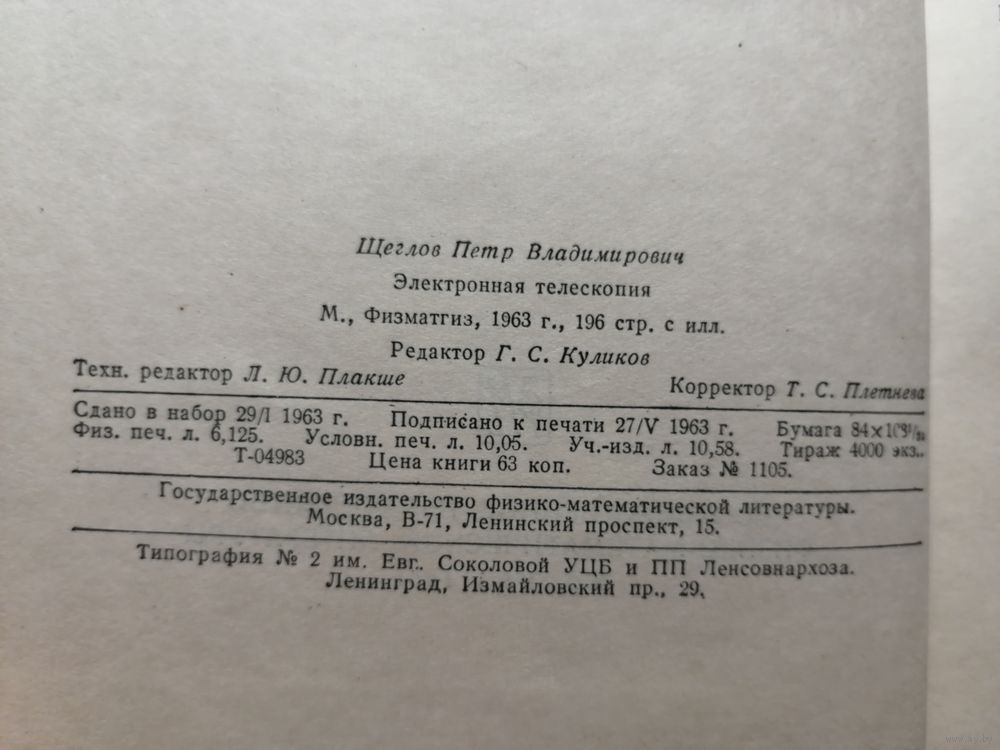 Щеглов Петр Владимирович
Электронная телескопия
М., Физматгиз, 1963 г., 196 стр. с илл.
Редактор Г. С. Куликов
Техн. редактор Л. Ю. Плакше Корректор Т. С. Плетнева
Сдано в набор 29/I 1963 г. Подписано к печати 27/V 1963 г. Бумага
Физ. печ. л. 6,125. Условн. печ. л. 10,05. Уч.-изд. л. 10,58. Тираж 4000 экз.
Т-04983 Цена книги 63 коп. Заказ № 1105.
Государственное издательство физико-математической литературы.
Москва, В-71, Ленинский проспект, 15.
Типография № 2 им. Евг. Соколовой УЦБ и ПП Ленсовнархоза.
Ленинград, Измайловский пр., 29.